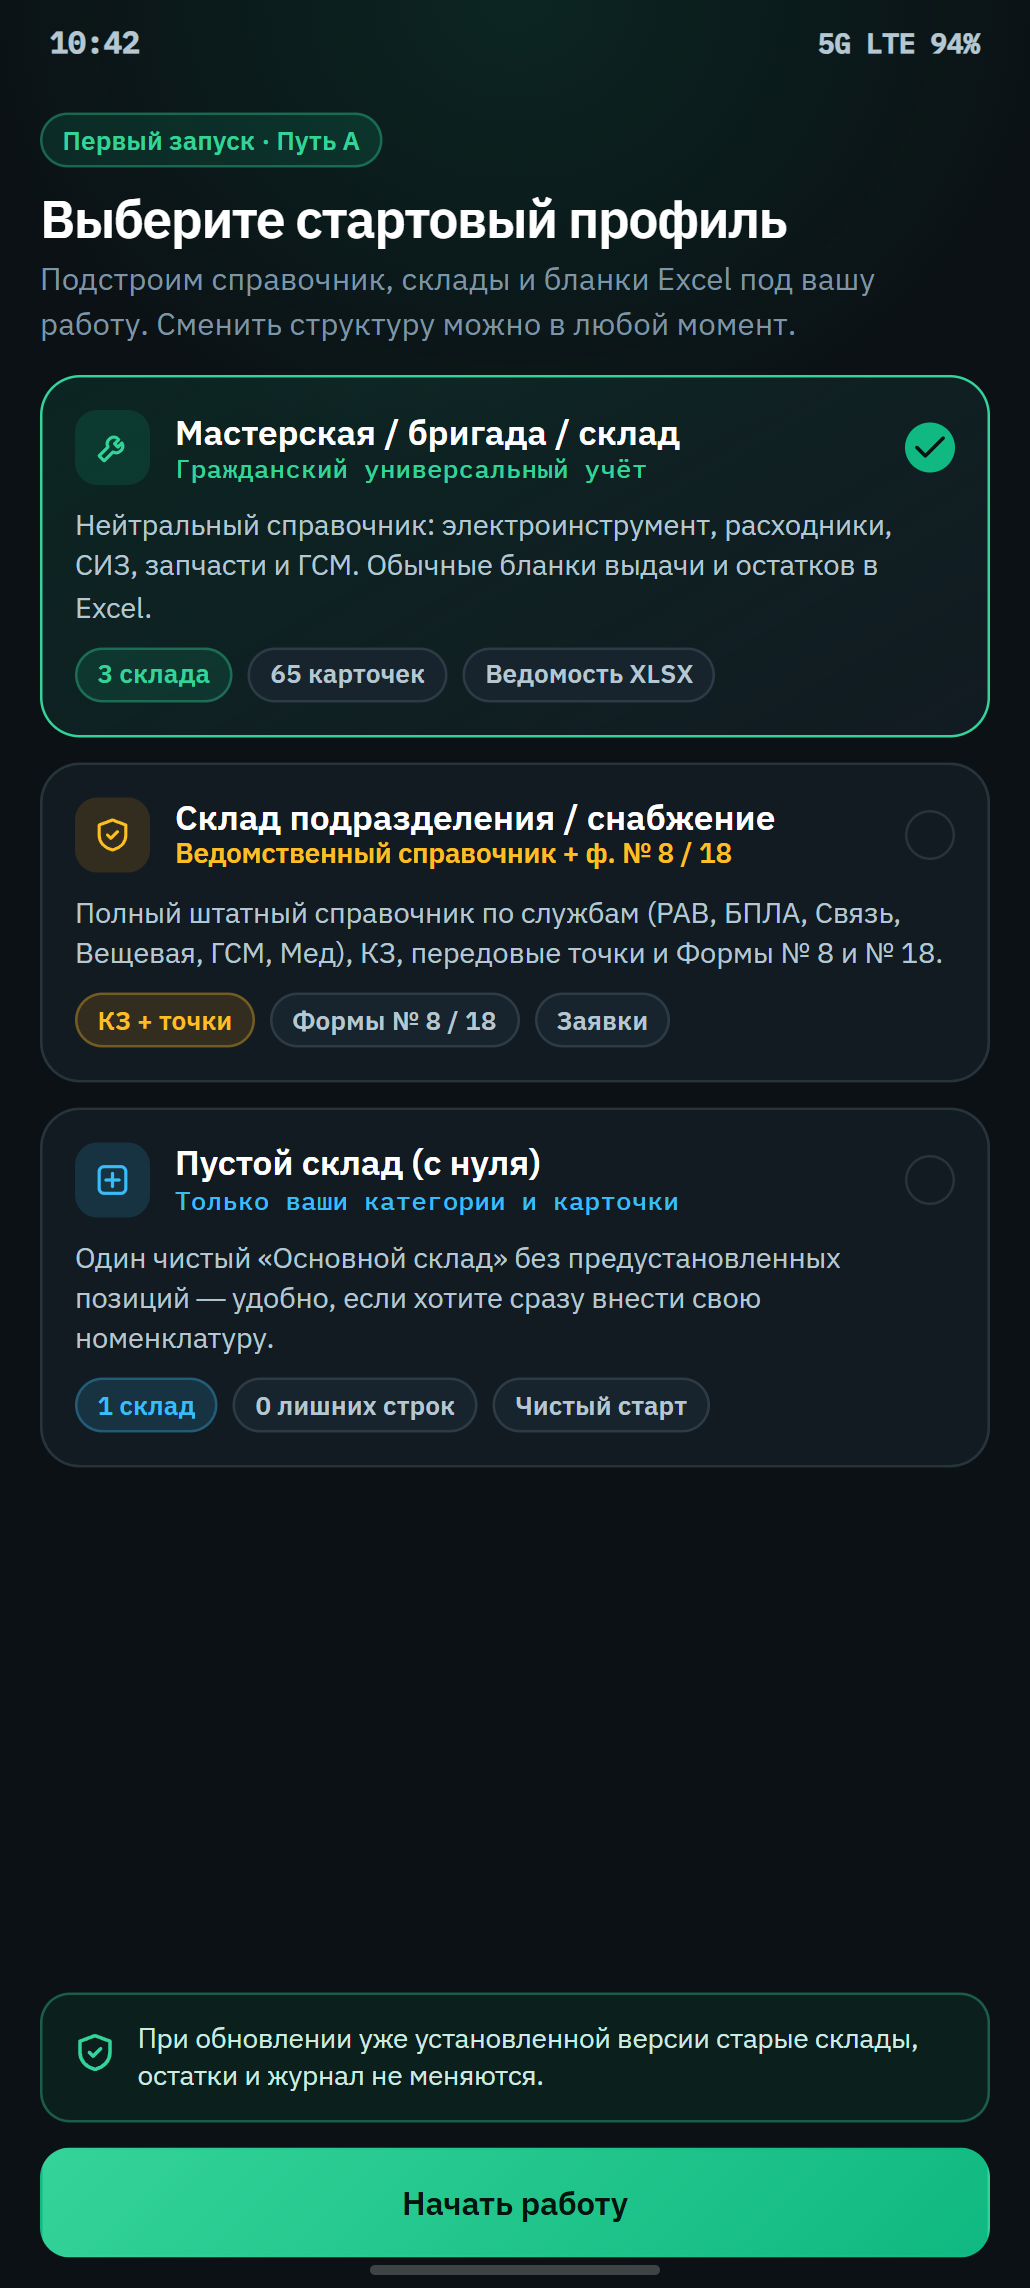 10:42
5G LTE 94%
Первый запуск · Путь А
Выберите стартовый профиль
Подстроим справочник, склады и бланки Excel под вашу
работу. Сменить структуру можно в любой момент.
Мастерская / бригада / склад
Гражданский универсальный учёт
Нейтральный справочник: электроинструмент, расходники,
СИЗ, запчасти и ГСМ. Обычные бланки выдачи и остатков в
Excel.
3 склада
65 карточек
Ведомость XLSX
Склад подразделения / снабжение
Ведомственный справочник + ф. № 8 / 18
Полный штатный справочник по службам (РАВ, БПЛА, Связь,
Вещевая, ГСМ, Мед), КЗ, передовые точки и Формы № 8 и № 18.
КЗ + точки
Формы № 8 / 18
Заявки
Пустой склад (с нуля)
Только ваши категории и карточки
Один чистый «Основной склад» без предустановленных
позиций — удобно, если хотите сразу внести свою
номенклатуру.
1 склад
0 лишних строк
Чистый старт
При обновлении уже установленной версии старые склады,
остатки и журнал не меняются.
Начать работу